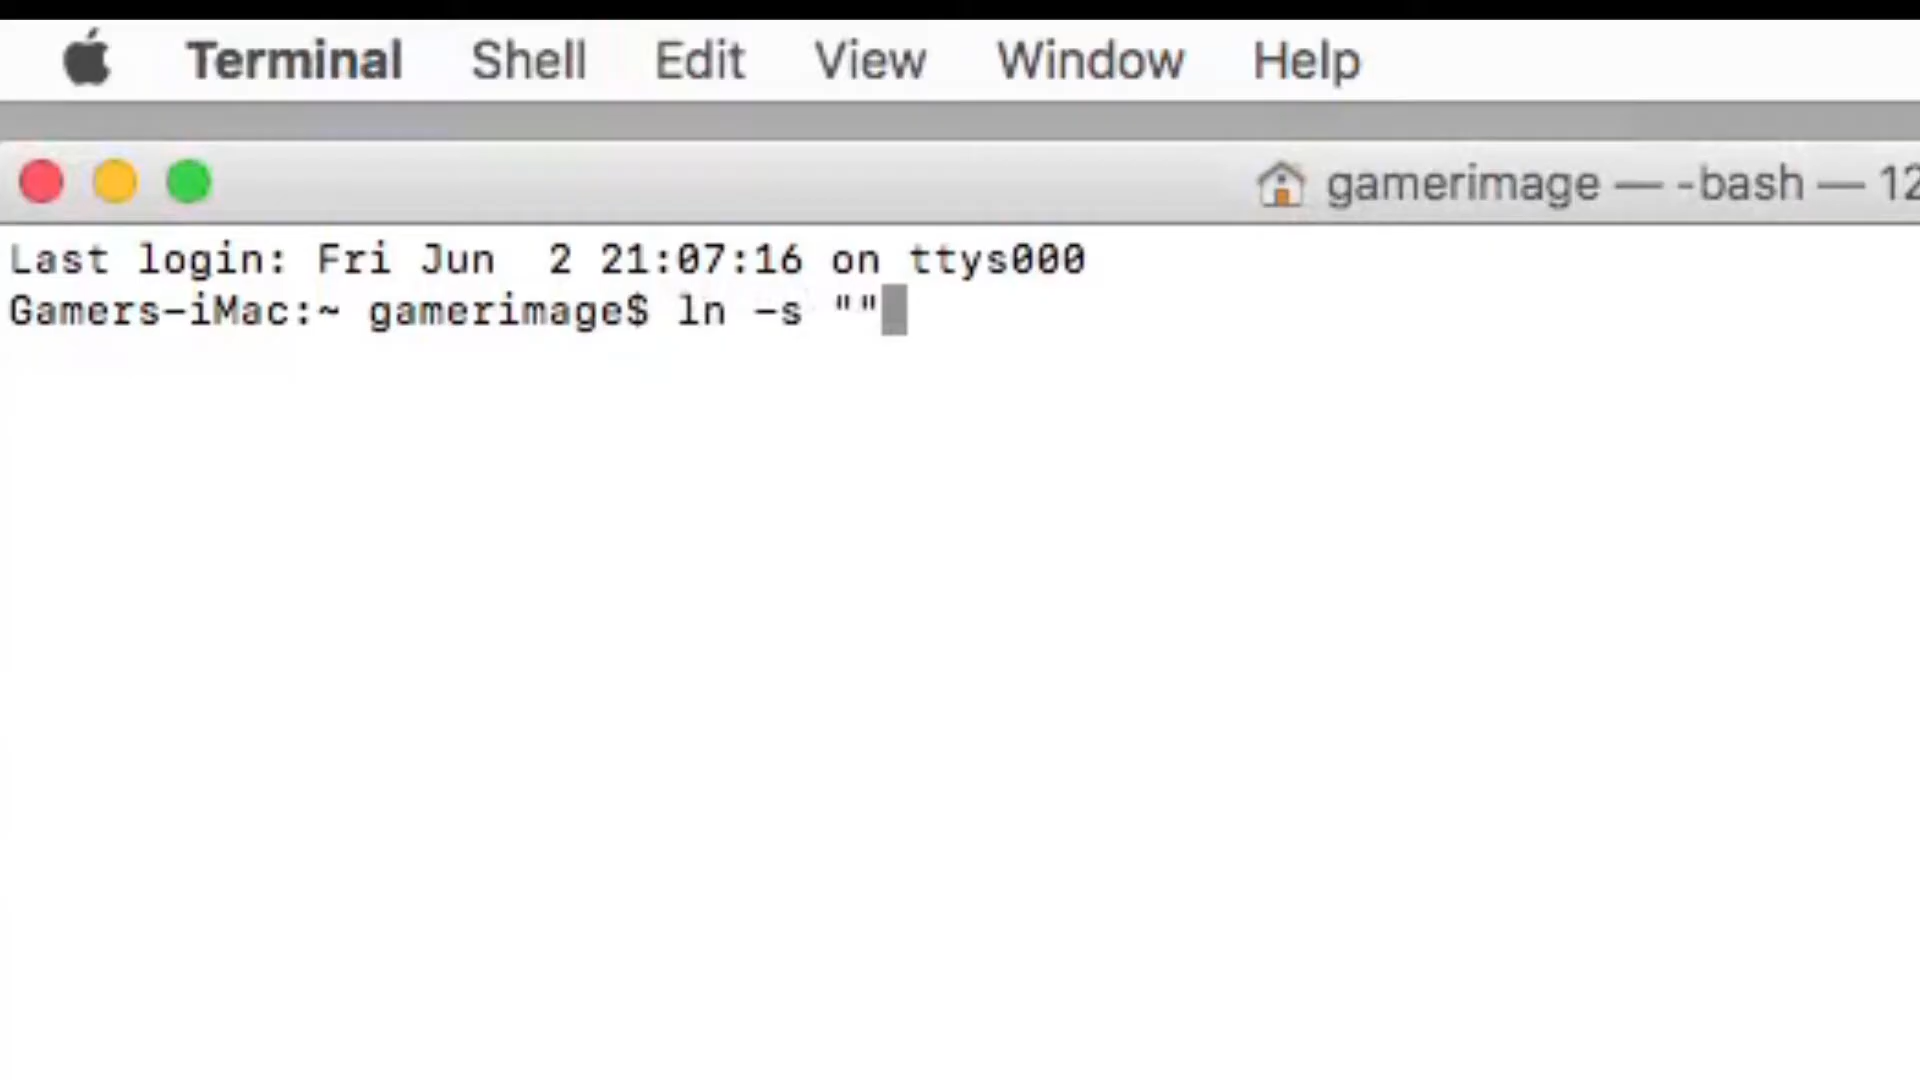 Terminal Shell Edit View Window Help
gamerimage — -bash — 12
Last login: Fri Jun  2 21:07:16 on ttys000
Gamers-iMac:~ gamerimage$ ln -s ""